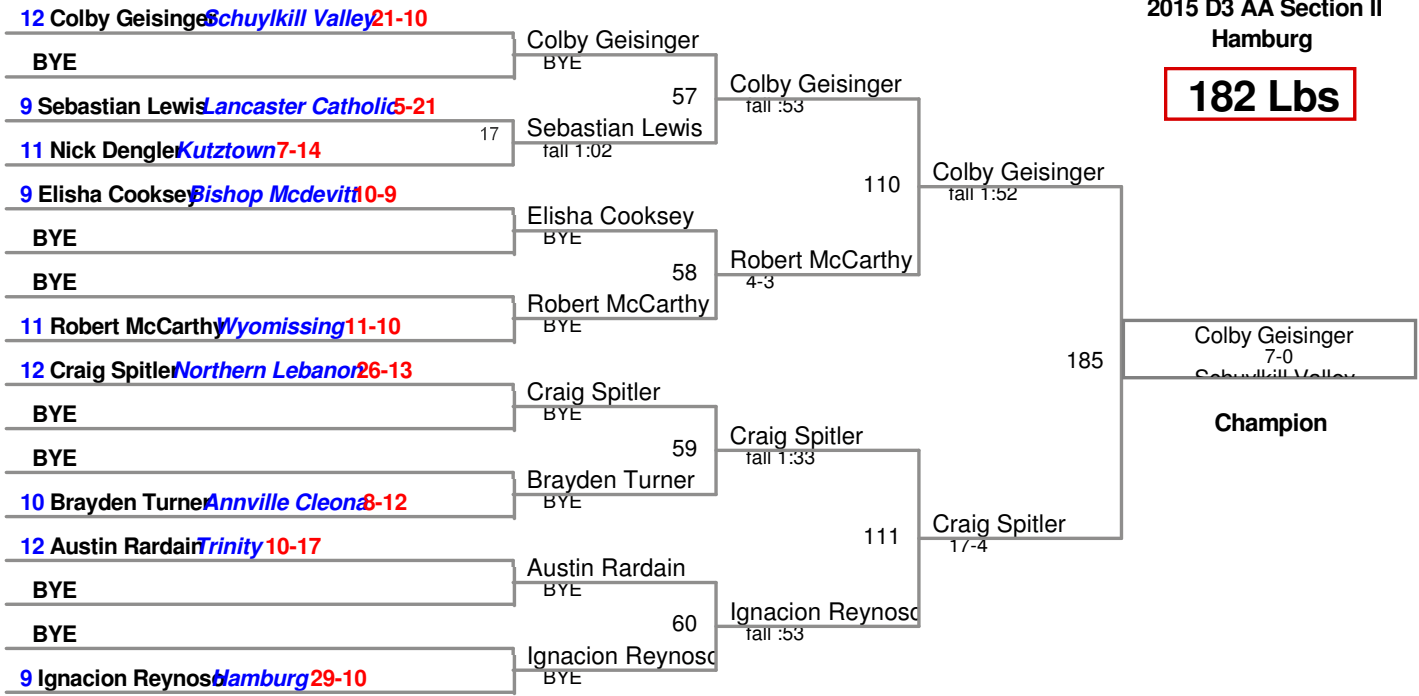 2015 D3 AA Section II
Hamburg
182 Lbs
12 Colby Geisinger Schuylkill Valley 21-10
BYE
9 Sebastian Lewis Lancaster Catholic 5-21
11 Nick Dengler Kutztown 7-14
9 Elisha Cooksey Bishop Mcdevitt 10-9
BYE
BYE
11 Robert McCarthy Wyomissing 11-10
12 Craig Spitler Northern Lebanon 26-13
BYE
BYE
10 Brayden Turner Annville Cleona 8-12
12 Austin Rardain Trinity 10-17
BYE
BYE
9 Ignacion Reynoso Hamburg 29-10
Colby Geisinger
BYE
17
Sebastian Lewis
fall 1:02
Elisha Cooksey
BYE
Robert McCarthy
BYE
Craig Spitler
BYE
Brayden Turner
BYE
Austin Rardain
BYE
Ignacion Reynoso
BYE
57
Colby Geisinger
fall :53
58
Robert McCarthy
4-3
59
Craig Spitler
fall 1:33
60
Ignacion Reynoso
fall :53
110
Colby Geisinger
fall 1:52
111
Craig Spitler
17-4
185
Colby Geisinger
7-0
Schuylkill Valley
Champion